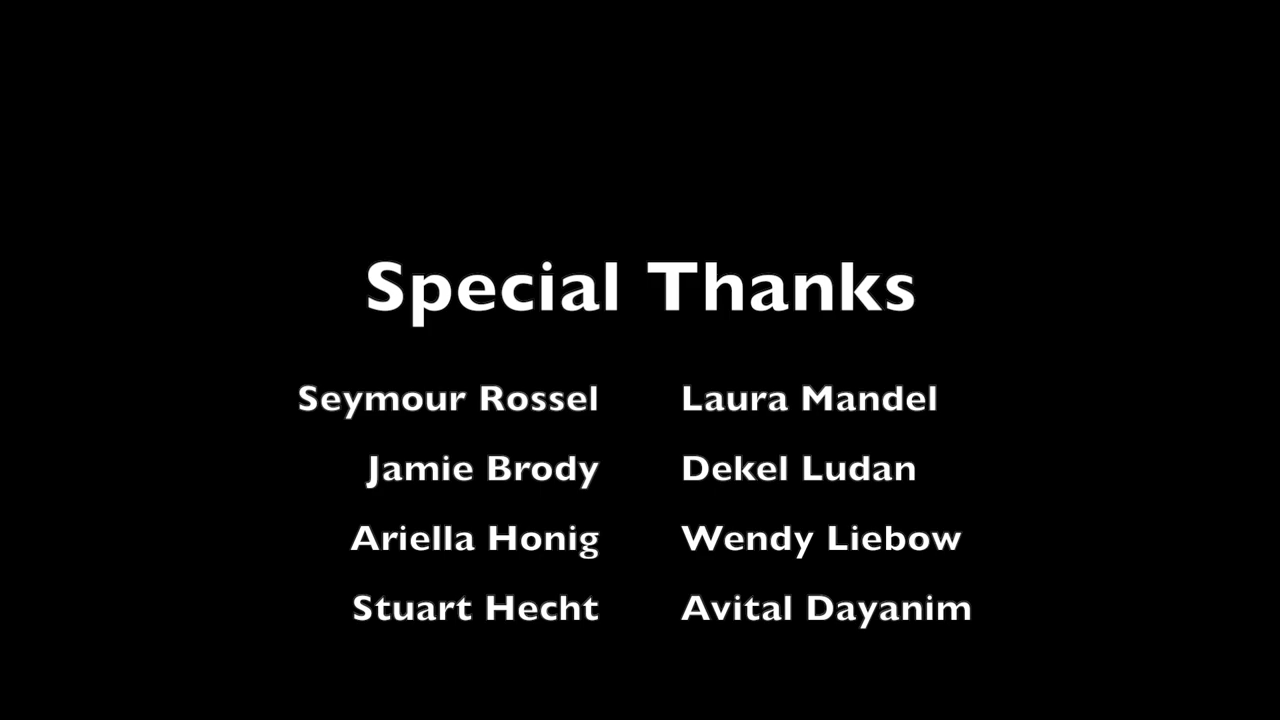 Special Thanks
Seymour Rossel Laura Mandel
Jamie Brody Dekel Ludan
Ariella Honig Wendy Liebow
Stuart Hecht Avital Dayanim